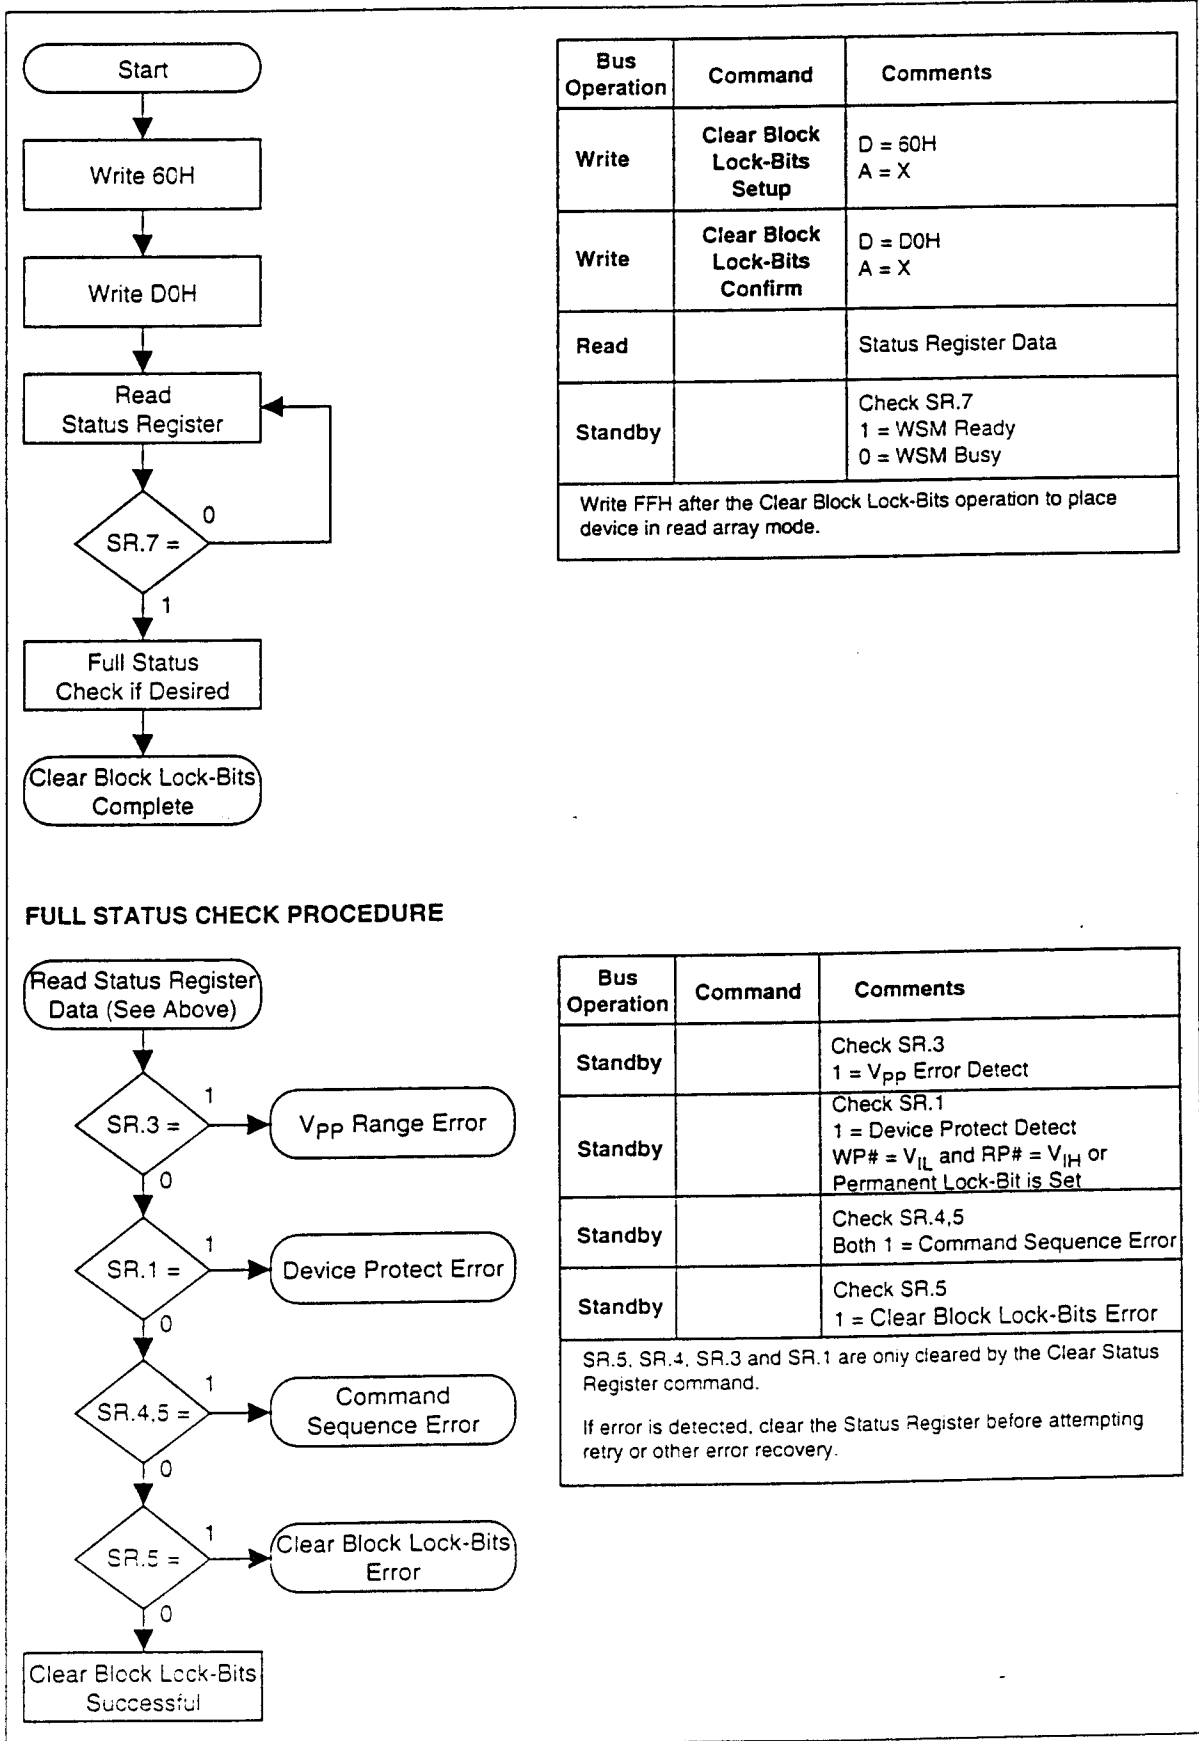 Start
Write 60H
Write D0H
Read
Status Register
SR.7 =
0
1
Full Status
Check if Desired
Clear Block Lock-Bits
Complete
Bus
Operation
Command
Comments
Write
Clear Block
Lock-Bits
Setup
D = 60H
A = X
Write
Clear Block
Lock-Bits
Confirm
D = D0H
A = X
Read
Status Register Data
Standby
Check SR.7
1 = WSM Ready
0 = WSM Busy
Write FFH after the Clear Block Lock-Bits operation to place
device in read array mode.
FULL STATUS CHECK PROCEDURE
Read Status Register
Data (See Above)
SR.3 =
1
VPP Range Error
0
SR.1 =
1
Device Protect Error
0
SR.4,5 =
1
Command
Sequence Error
0
SR.5 =
1
Clear Block Lock-Bits
Error
0
Clear Block Lock-Bits
Successful
Bus
Operation
Command
Comments
Standby
Check SR.3
1 = VPP Error Detect
Standby
Check SR.1
1 = Device Protect Detect
WP# = VIL and RP# = VIH or
Permanent Lock-Bit is Set
Standby
Check SR.4,5
Both 1 = Command Sequence Error
Standby
Check SR.5
1 = Clear Block Lock-Bits Error
SR.5, SR.4, SR.3 and SR.1 are only cleared by the Clear Status
Register command.
If error is detected, clear the Status Register before attempting
retry or other error recovery.